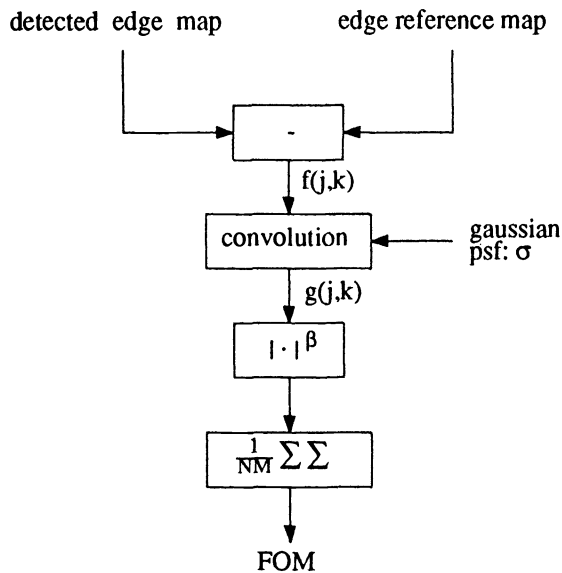 detected edge map
edge reference map
-
f(j,k)
convolution
gaussian
psf: σ
g(j,k)
| · |^β
1/NM ΣΣ
FOM